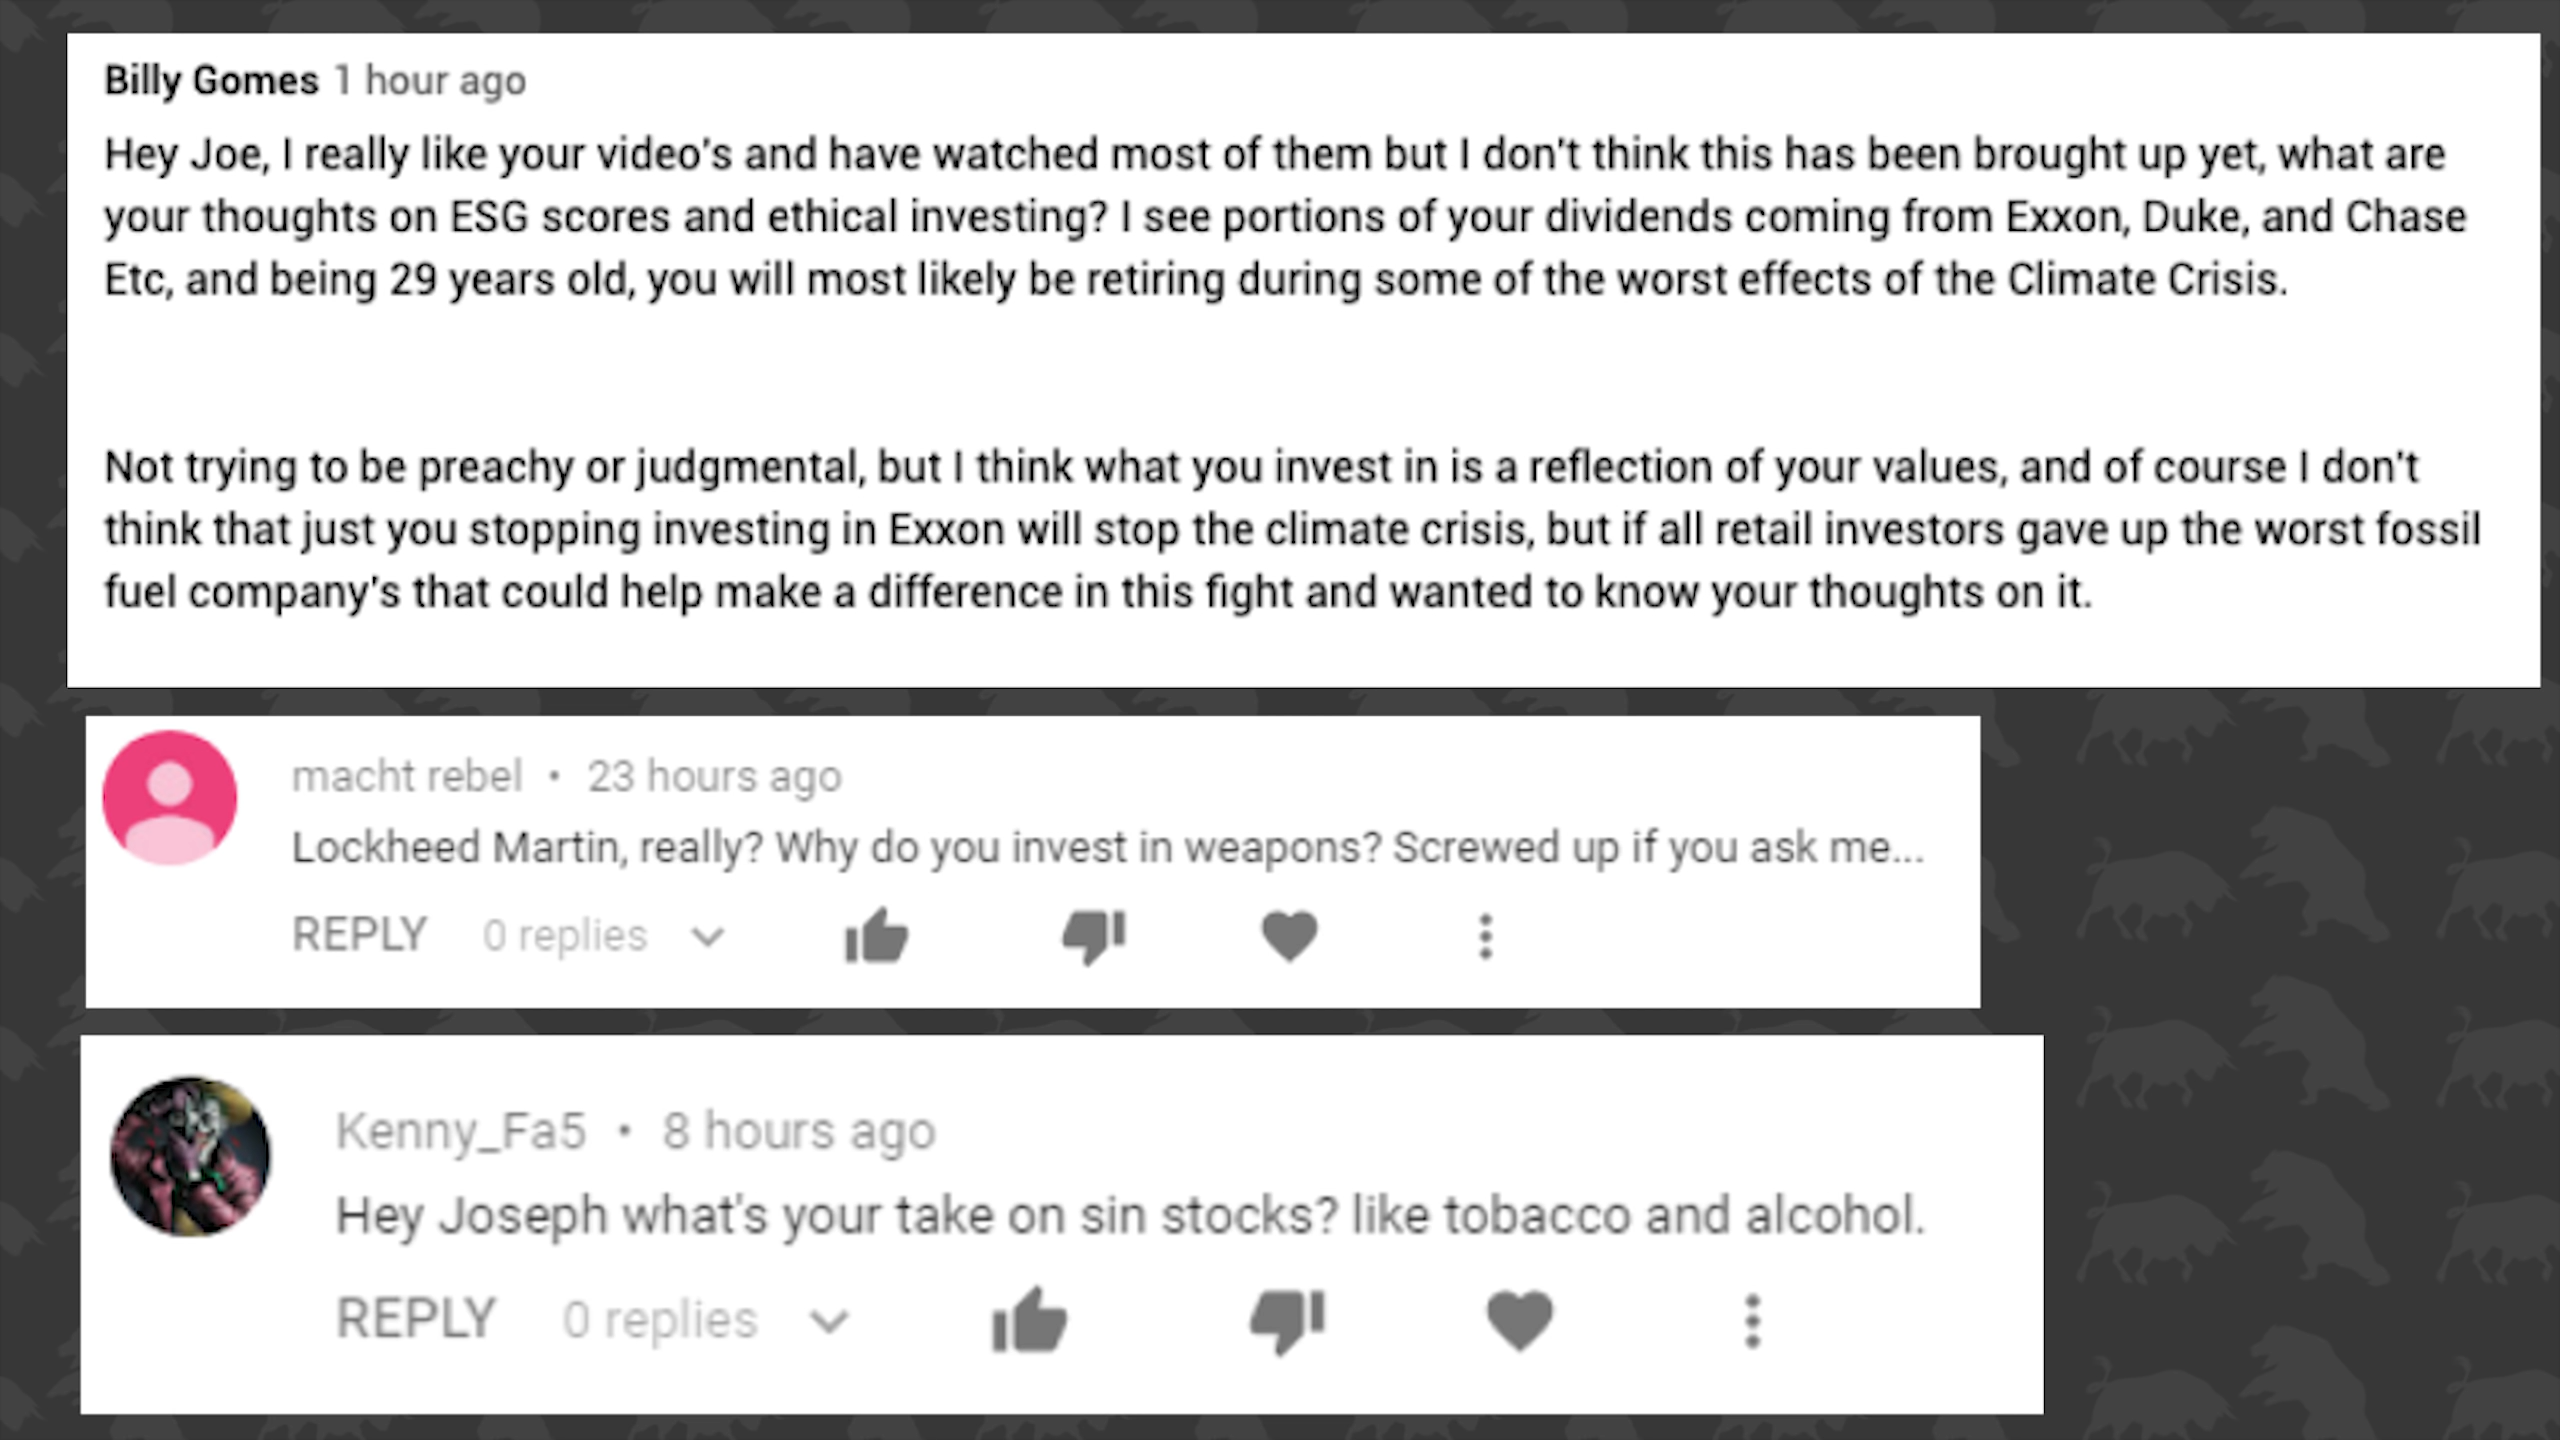 Billy Gomes 1 hour ago
Hey Joe, I really like your video's and have watched most of them but I don't think this has been brought up yet, what are
your thoughts on ESG scores and ethical investing? I see portions of your dividends coming from Exxon, Duke, and Chase
Etc, and being 29 years old, you will most likely be retiring during some of the worst effects of the Climate Crisis.
Not trying to be preachy or judgmental, but I think what you invest in is a reflection of your values, and of course I don't
think that just you stopping investing in Exxon will stop the climate crisis, but if all retail investors gave up the worst fossil
fuel company's that could help make a difference in this fight and wanted to know your thoughts on it.
macht rebel • 23 hours ago
Lockheed Martin, really? Why do you invest in weapons? Screwed up if you ask me...
REPLY 0 replies
Kenny_Fa5 • 8 hours ago
Hey Joseph what's your take on sin stocks? like tobacco and alcohol.
REPLY 0 replies